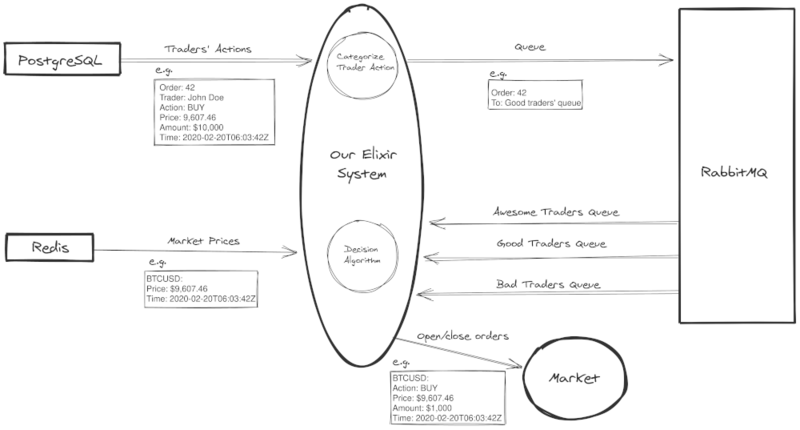 PostgreSQL
Traders' Actions
e.g.
Order: 42
Trader: John Doe
Action: BUY
Price: 9,607.46
Amount: $10,000
Time: 2020-02-20T06:03:42Z
Categorize
Trader Action
Queue
e.g.
Order: 42
To: Good traders' queue
Our Elixir
System
RabbitMQ
Awesome Traders Queue
Good Traders Queue
Bad Traders Queue
Redis
Market Prices
e.g.
BTCUSD:
Price: $9,607.46
Time: 2020-02-20T06:03:42Z
Decision
Algorithm
Open/close orders
e.g.
BTCUSD:
Action: BUY
Price: $9,607.46
Amount: $1,000
Time: 2020-02-20T06:03:42Z
Market